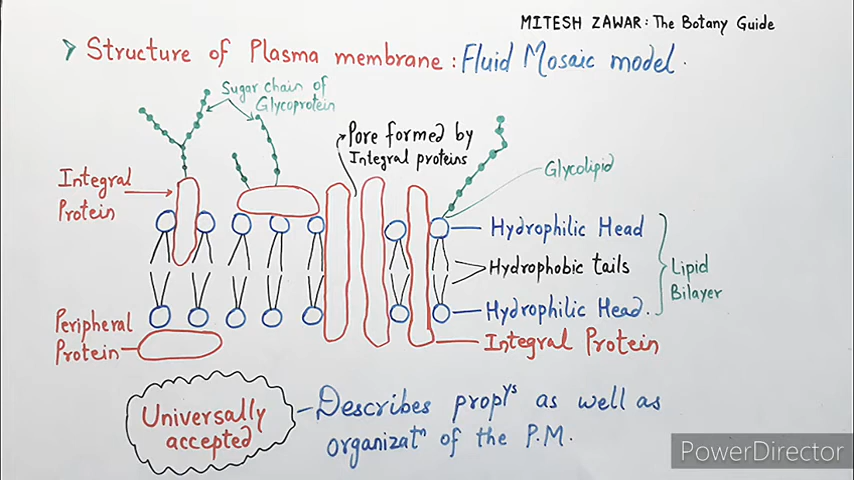 MITESH ZAWAR: The Botany Guide
Structure of Plasma membrane: Fluid Mosaic model.
Sugar chain of
Glycoprotein
Pore formed by
Integral proteins
Glycolipid
Integral
Protein
Hydrophilic Head
Hydrophobic tails
Lipid
Bilayer
Hydrophilic Head.
Peripheral
Protein
Integral Protein
Universally
accepted
Describes propᵗʸˢ as well as
organizatⁿ of the P.M.
PowerDirector